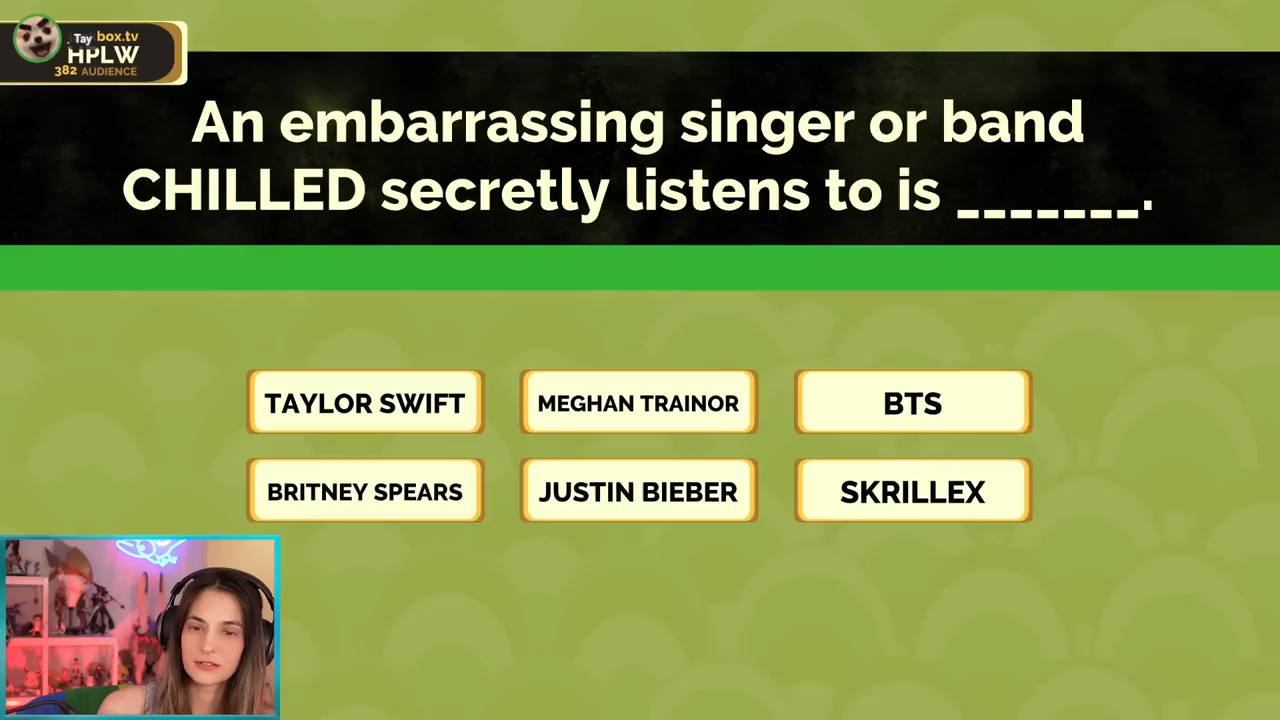 Tay box.tv
HPLW
382 AUDIENCE
An embarrassing singer or band
CHILLED secretly listens to is _______.
TAYLOR SWIFT
MEGHAN TRAINOR
BTS
BRITNEY SPEARS
JUSTIN BIEBER
SKRILLEX